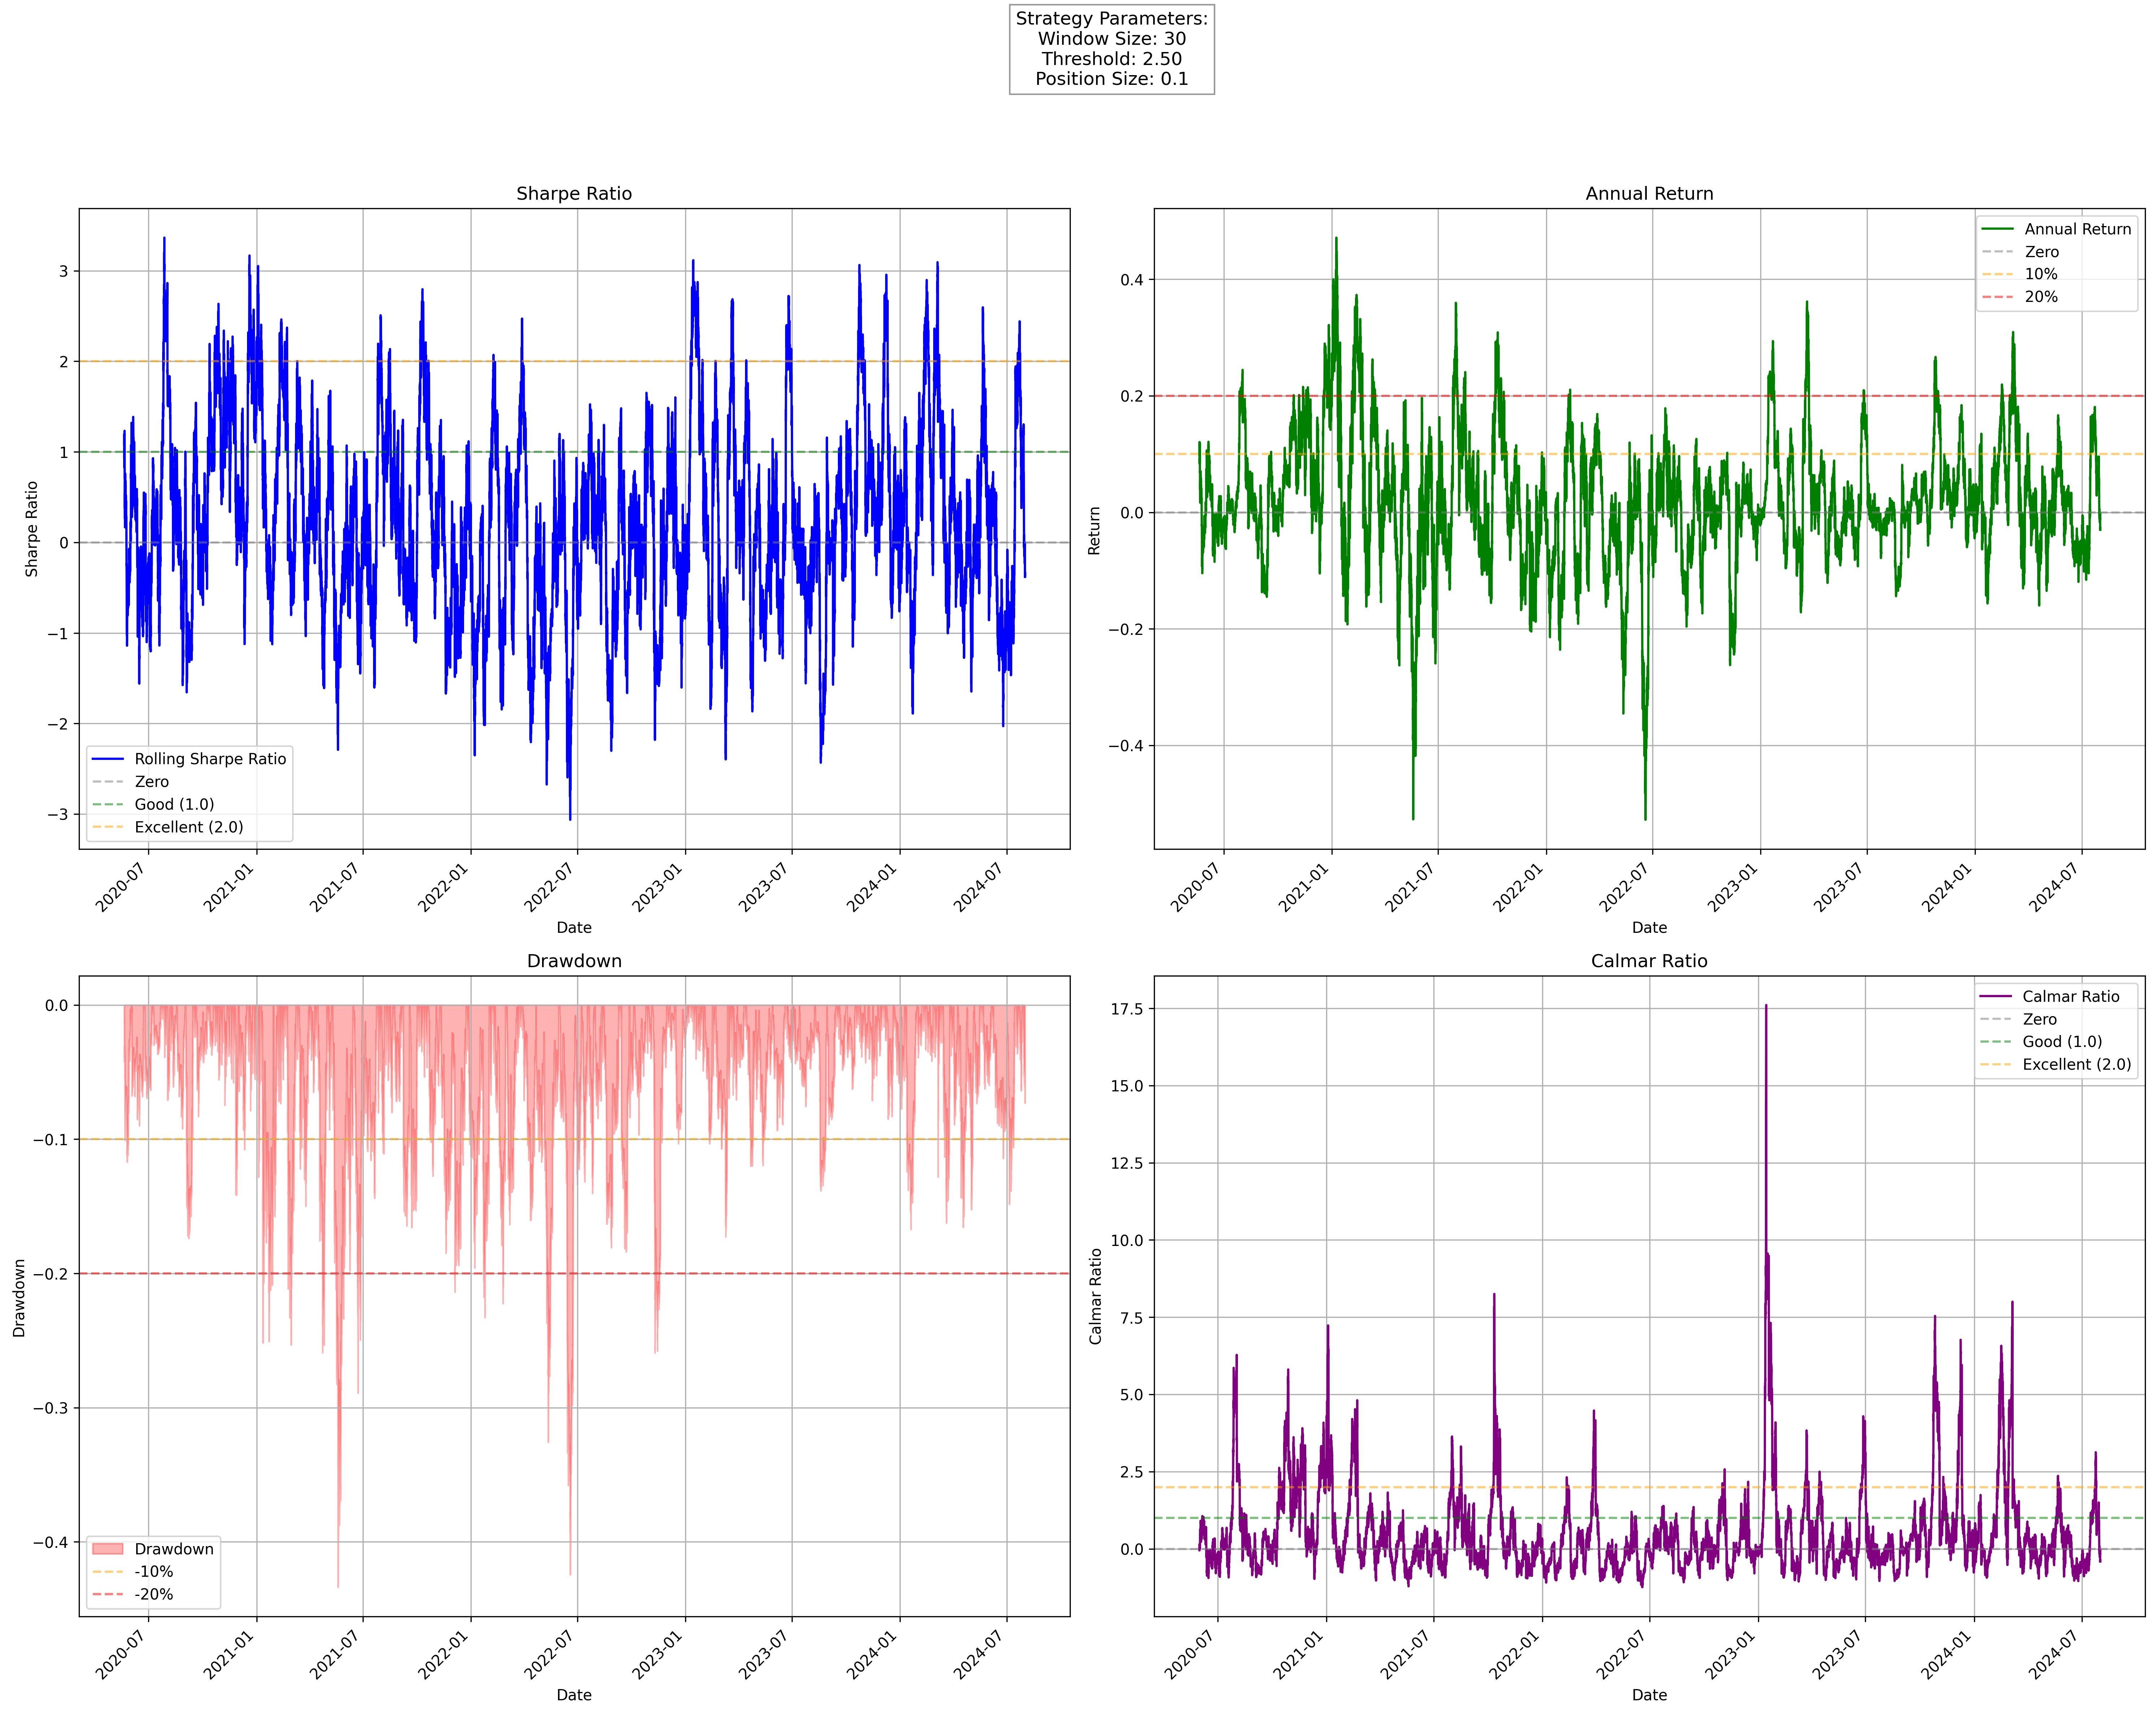 Strategy Parameters:
Window Size: 30
Threshold: 2.50
Position Size: 0.1
Sharpe Ratio
Sharpe Ratio
3
2
1
0
−1
−2
−3
Rolling Sharpe Ratio
Zero
Good (1.0)
Excellent (2.0)
2020-07
2021-01
2021-07
2022-01
2022-07
2023-01
2023-07
2024-01
2024-07
Date
Annual Return
Return
0.4
0.2
0.0
−0.2
−0.4
Annual Return
Zero
10%
20%
2020-07
2021-01
2021-07
2022-01
2022-07
2023-01
2023-07
2024-01
2024-07
Date
Drawdown
Drawdown
0.0
−0.1
−0.2
−0.3
−0.4
Drawdown
-10%
-20%
2020-07
2021-01
2021-07
2022-01
2022-07
2023-01
2023-07
2024-01
2024-07
Date
Calmar Ratio
Calmar Ratio
17.5
15.0
12.5
10.0
7.5
5.0
2.5
0.0
Calmar Ratio
Zero
Good (1.0)
Excellent (2.0)
2020-07
2021-01
2021-07
2022-01
2022-07
2023-01
2023-07
2024-01
2024-07
Date